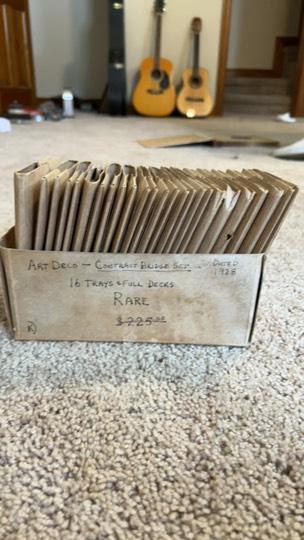 ART DECO — CONTRACT BRIDGE SET — DATED
1928
16 TRAYS & FULL DECKS
RARE
$225.00